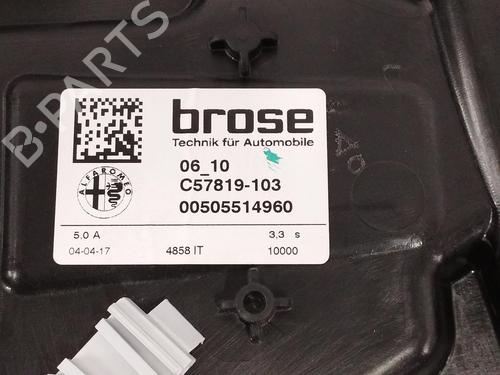 B-PARTS
brose
Technik für Automobile
06_10
C57819-103
00505514960
ALFA ROMEO
5.0 A
3,3 s
04-04-17
4858 IT
10000